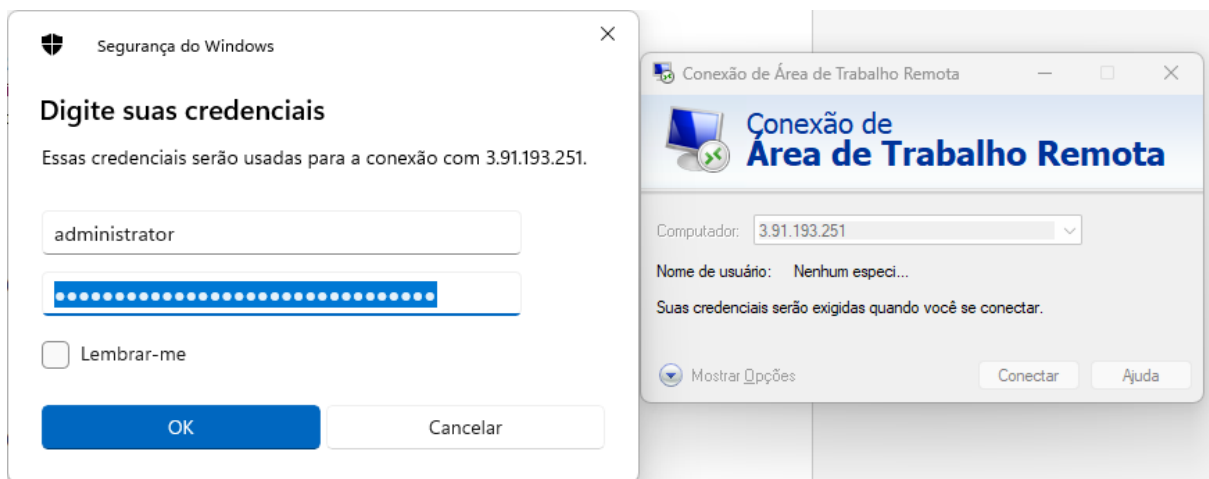 Segurança do Windows
Digite suas credenciais
Essas credenciais serão usadas para a conexão com 3.91.193.251.
administrator
••••••••••••••••••••••••••••••••
Lembrar-me
OK
Cancelar
Conexão de Área de Trabalho Remota
Conexão de
Área de Trabalho Remota
Computador: 3.91.193.251
Nome de usuário: Nenhum especi...
Suas credenciais serão exigidas quando você se conectar.
Mostrar Opções
Conectar
Ajuda